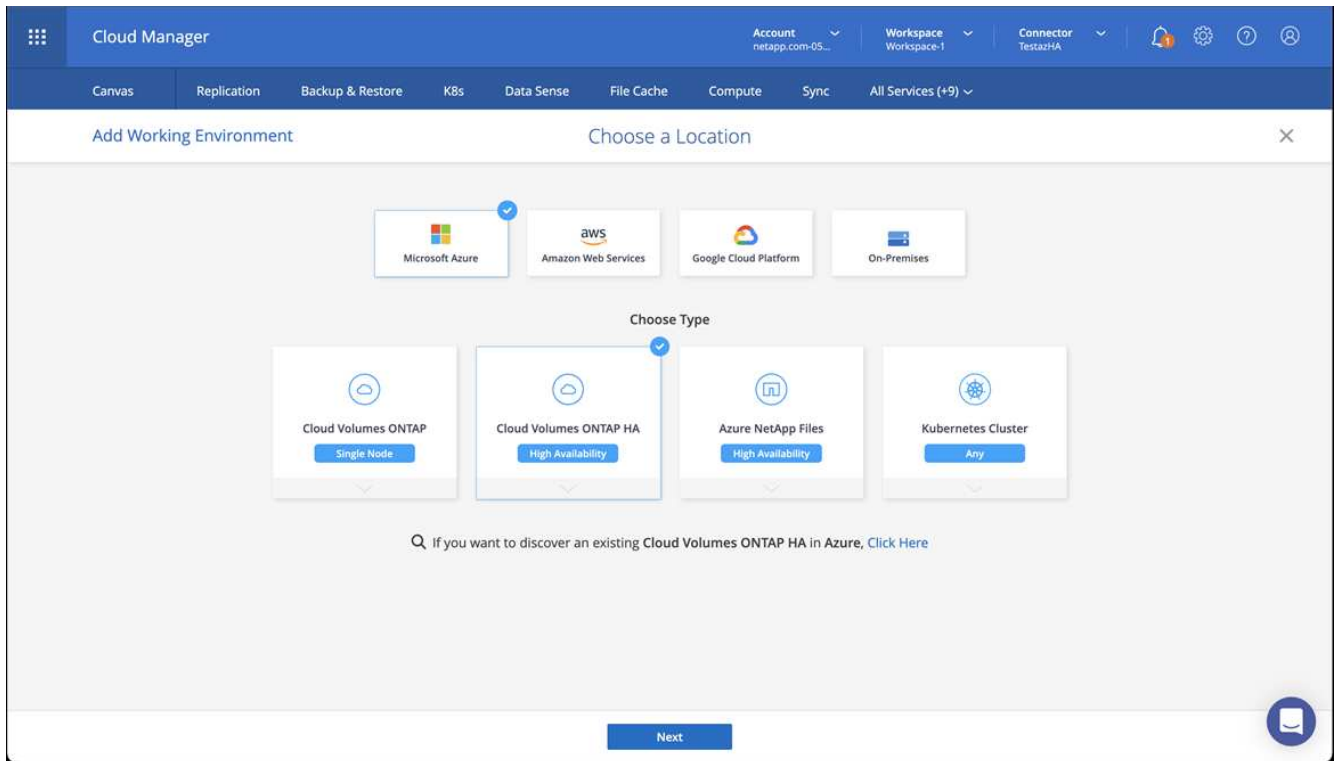 Cloud Manager
Account
netapp.com-05...
Workspace
Workspace-1
Connector
TestazHA
1
Canvas
Replication
Backup & Restore
K8s
Data Sense
File Cache
Compute
Sync
All Services (+9)
Add Working Environment
Choose a Location
Microsoft Azure
aws
Amazon Web Services
Google Cloud Platform
On-Premises
Choose Type
Cloud Volumes ONTAP
Single Node
Cloud Volumes ONTAP HA
High Availability
Azure NetApp Files
High Availability
Kubernetes Cluster
Any
If you want to discover an existing Cloud Volumes ONTAP HA in Azure, Click Here
Next